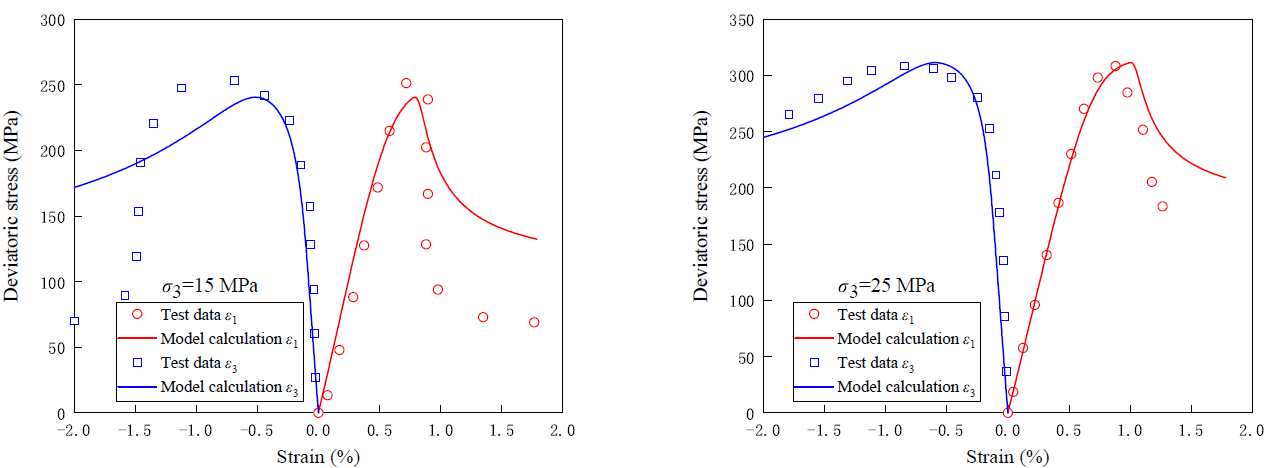 300
250
200
150
100
50
0
Deviatoric stress (MPa)
σ3=15 MPa
Test data ε1
Model calculation ε1
Test data ε3
Model calculation ε3
-2.0 -1.5 -1.0 -0.5 0.0 0.5 1.0 1.5 2.0
Strain (%)
350
300
250
200
150
100
50
0
Deviatoric stress (MPa)
σ3=25 MPa
Test data ε1
Model calculation ε1
Test data ε3
Model calculation ε3
-2.0 -1.5 -1.0 -0.5 0.0 0.5 1.0 1.5 2.0
Strain (%)